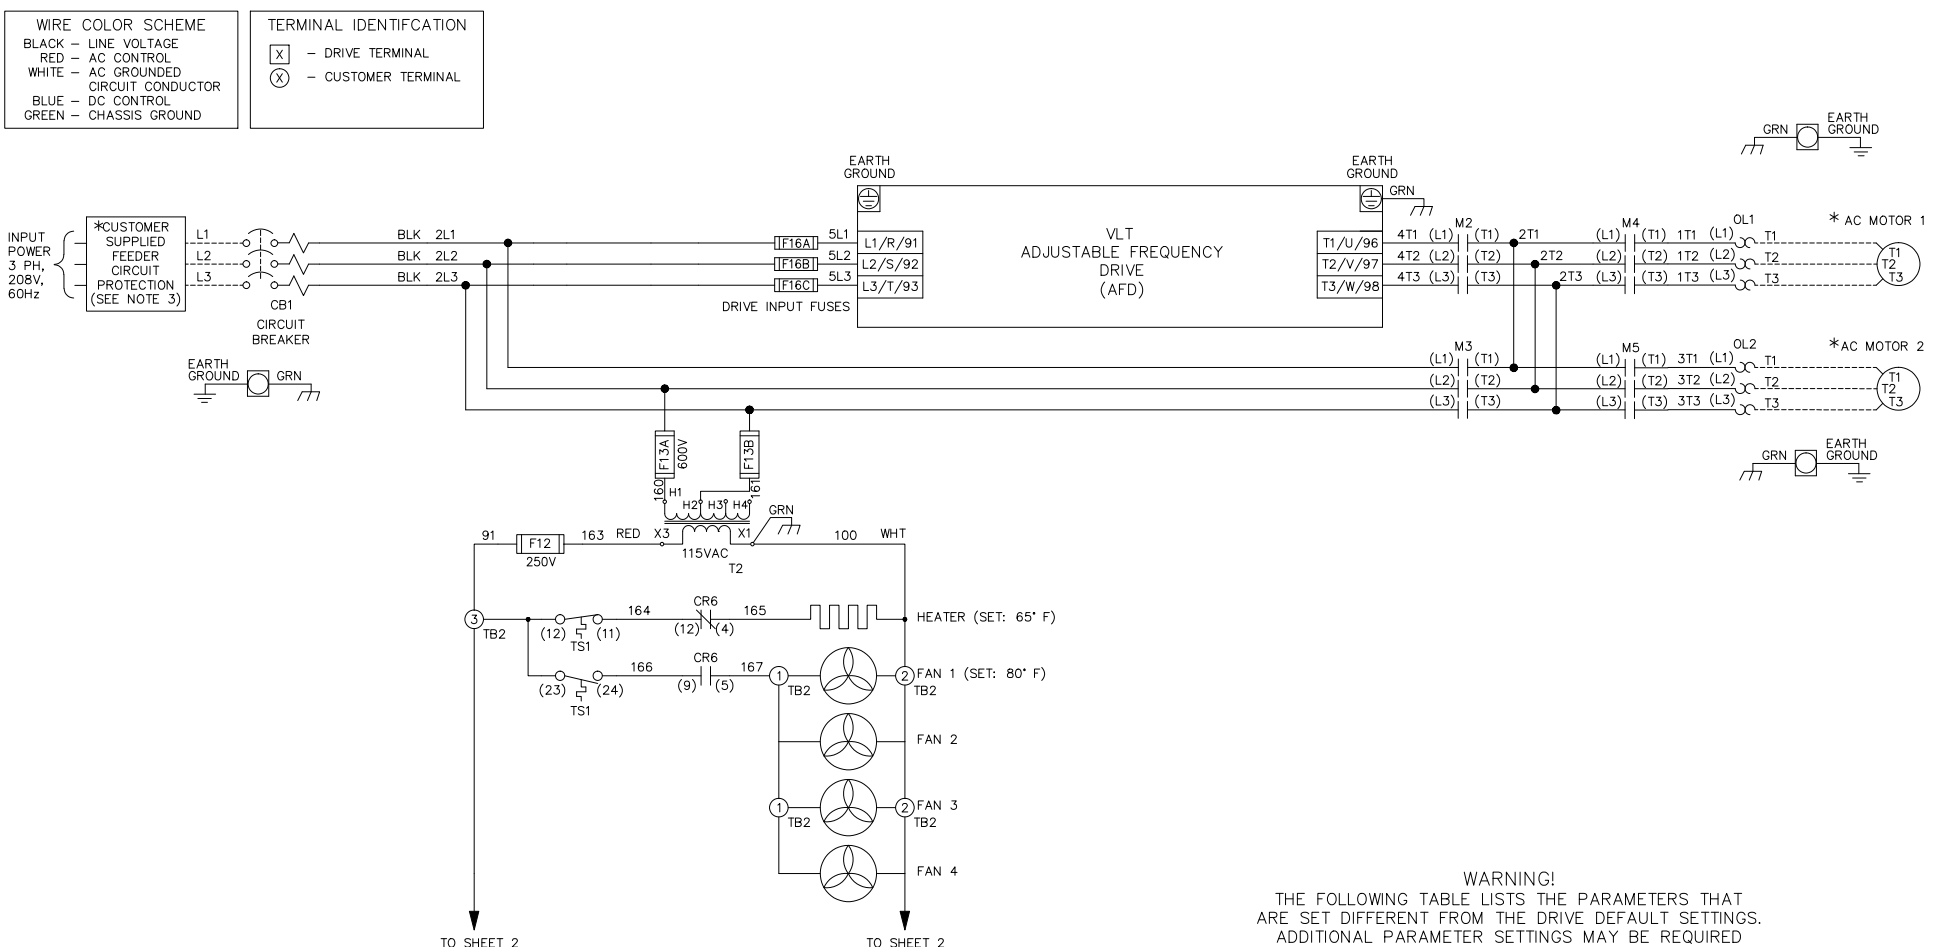 WIRE COLOR SCHEME
BLACK – LINE VOLTAGE
RED – AC CONTROL
WHITE – AC GROUNDED
CIRCUIT CONDUCTOR
BLUE – DC CONTROL
GREEN – CHASSIS GROUND
TERMINAL IDENTIFCATION
X – DRIVE TERMINAL
X – CUSTOMER TERMINAL
GRN
EARTH
GROUND
INPUT
POWER
3 PH,
208V,
60Hz
*CUSTOMER
SUPPLIED
FEEDER
CIRCUIT
PROTECTION
(SEE NOTE 3)
L1
L2
L3
CB1
CIRCUIT
BREAKER
BLK 2L1
BLK 2L2
BLK 2L3
F16A 5L1
F16B 5L2
F16C 5L3
DRIVE INPUT FUSES
EARTH
GROUND
L1/R/91
L2/S/92
L3/T/93
VLT
ADJUSTABLE FREQUENCY
DRIVE
(AFD)
EARTH
GROUND
GRN
T1/U/96
T2/V/97
T3/W/98
M2
4T1 (L1) (T1) 2T1
4T2 (L2) (T2) 2T2
4T3 (L3) (T3) 2T3
M4
(L1) (T1) 1T1 (L1) T1
(L2) (T2) 1T2 (L2) T2
(L3) (T3) 1T3 (L3) T3
OL1
* AC MOTOR 1
T1
T2
T3
EARTH
GROUND
GRN
M3
(L1) (T1)
(L2) (T2)
(L3) (T3)
M5
(L1) (T1) 3T1 (L1) T1
(L2) (T2) 3T2 (L2) T2
(L3) (T3) 3T3 (L3) T3
OL2
*AC MOTOR 2
T1
T2
T3
GRN
EARTH
GROUND
F13A
600V
F13B
160
161
H1
H2
H3
H4
GRN
91
F12
250V
163 RED X3
X1
115VAC
T2
100 WHT
3
TB2
(12) (11)
TS1
164
CR6
(12) (4)
165
HEATER (SET: 65° F)
(23) (24)
TS1
166
CR6
(9) (5)
167
1
TB2
2
TB2
FAN 1 (SET: 80° F)
FAN 2
1
TB2
2
TB2
FAN 3
FAN 4
TO SHEET 2
TO SHEET 2
WARNING!
THE FOLLOWING TABLE LISTS THE PARAMETERS THAT
ARE SET DIFFERENT FROM THE DRIVE DEFAULT SETTINGS.
ADDITIONAL PARAMETER SETTINGS MAY BE REQUIRED